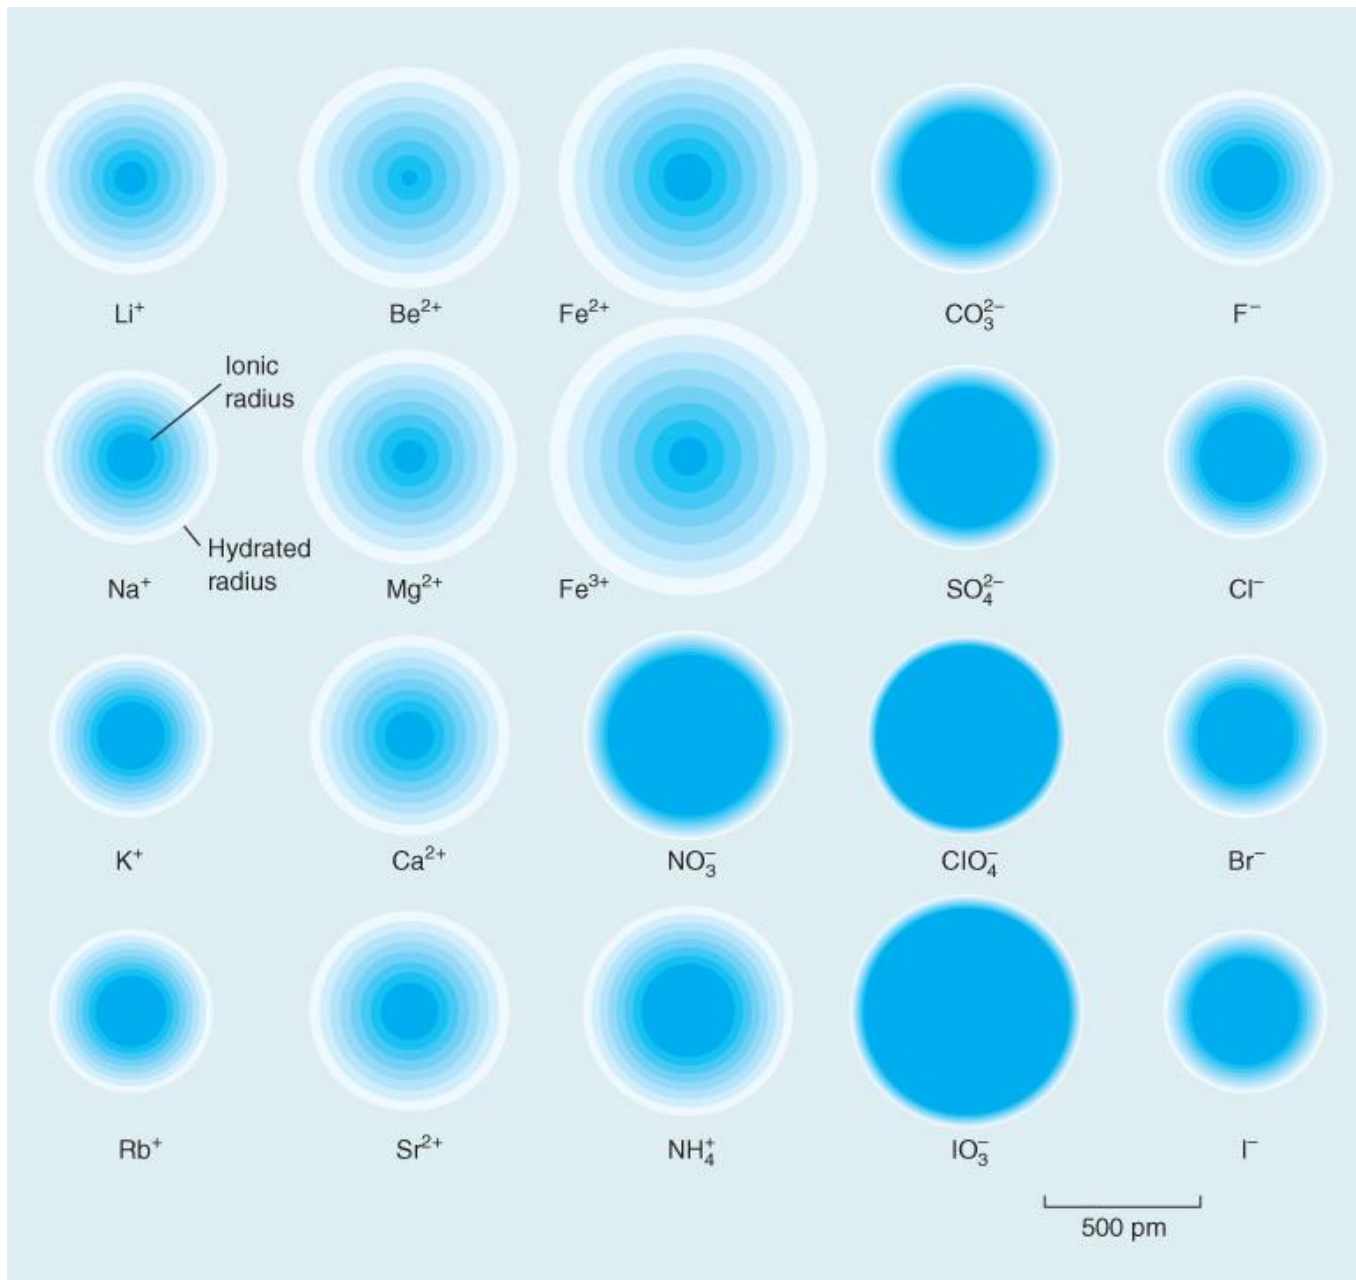 Li⁺ Be²⁺ Fe²⁺ CO₃²⁻ F⁻
Ionic
radius
Hydrated
radius
Na⁺ Mg²⁺ Fe³⁺ SO₄²⁻ Cl⁻
K⁺ Ca²⁺ NO₃⁻ ClO₄⁻ Br⁻
Rb⁺ Sr²⁺ NH₄⁺ IO₃⁻ I⁻
500 pm